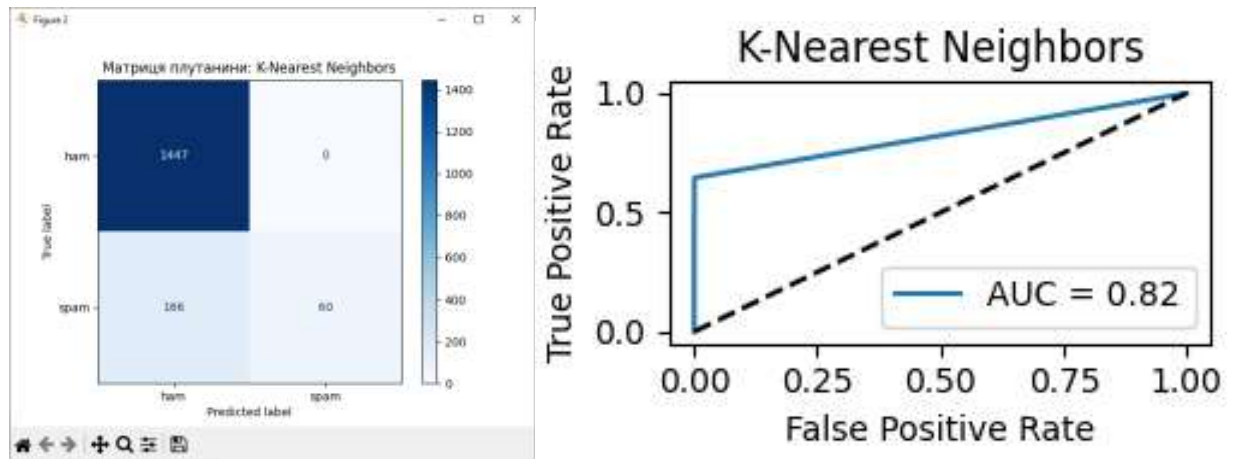 Figure 2
Матриця плутанини: K-Nearest Neighbors
1400
1200
1000
800
600
400
200
0
ham
1447
0
spam
166
60
True label
ham
spam
Predicted label
K-Nearest Neighbors
True Positive Rate
1.0
0.5
0.0
AUC = 0.82
0.00 0.25 0.50 0.75 1.00
False Positive Rate